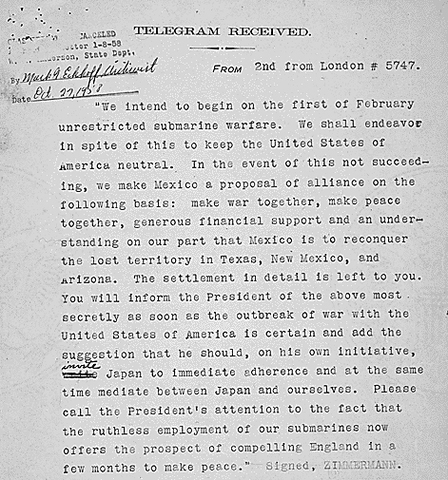 TELEGRAM RECEIVED.
CANCELED
1-8-58
State Dept.
By Mark G Eckhoff Archivist
Date Oct. 27, 1958
FROM 2nd from London # 5747.
"We intend to begin on the first of February
unrestricted submarine warfare. We shall endeavor
in spite of this to keep the United States of
America neutral. In the event of this not succeed-
ing, we make Mexico a proposal of alliance on the
following basis: make war together, make peace
together, generous financial support and an under-
standing on our part that Mexico is to reconquer
the lost territory in Texas, New Mexico, and
Arizona. The settlement in detail is left to you.
You will inform the President of the above most
secretly as soon as the outbreak of war with the
United States of America is certain and add the
suggestion that he should, on his own initiative,
invite
Japan to immediate adherence and at the same
time mediate between Japan and ourselves. Please
call the President's attention to the fact that
the ruthless employment of our submarines now
offers the prospect of compelling England in a
few months to make peace." Signed, ZIMMERMANN.